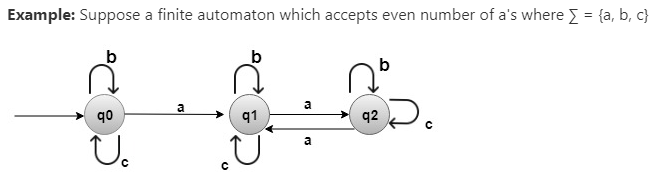 Example: Suppose a finite automaton which accepts even number of a's where ∑ = {a, b, c}
b
b
b
q0
a
q1
a
q2
a
c
c
c